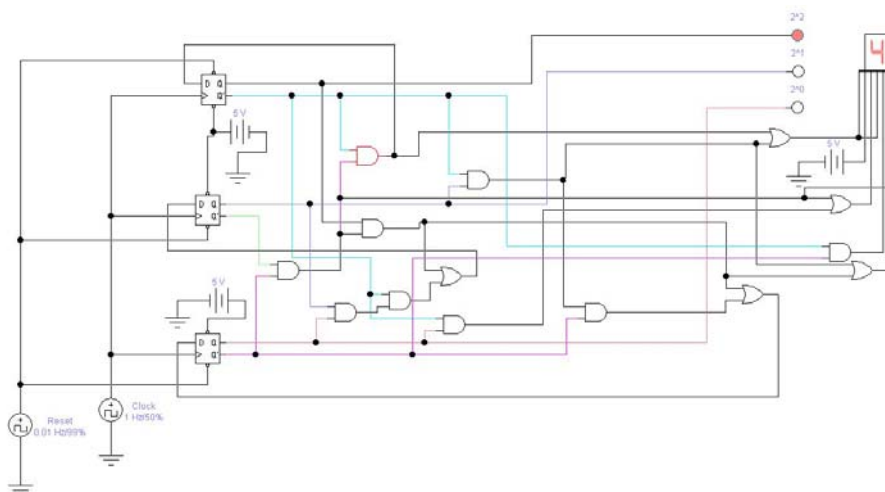 2^2
4
2^1
2^0
D Q
Q
5 V
5 V
D Q
Q
5 V
D Q
Q
Clock
1 Hz/50%
Reset
0.01 Hz/99%